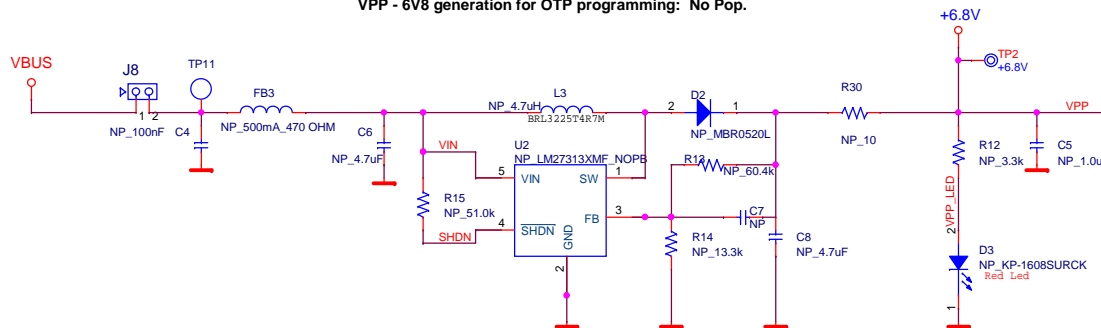 VPP - 6V8 generation for OTP programming: No Pop.
+6.8V
VBUS
J8
TP11
TP2
+6.8V
FB3
L3
D2
R30
VPP
NP_4.7uH
BRL3225T4R7M
2
1
1 2
NP_100nF
C4
NP_500mA_470 OHM
C6
NP_4.7uF
NP_MBR0520L
NP_10
R12
NP_3.3k
C5
NP_1.0u
VIN
U2
NP_LM27313XMF_NOPB
R13
NP_60.4k
5
VIN
SW
1
R15
NP_51.0k
FB
3
C7
NP
VPP_LED
SHDN
4
SHDN
GND
2
R14
NP_13.3k
C8
NP_4.7uF
2
D3
NP_KP-1608SURCK
Red Led
1